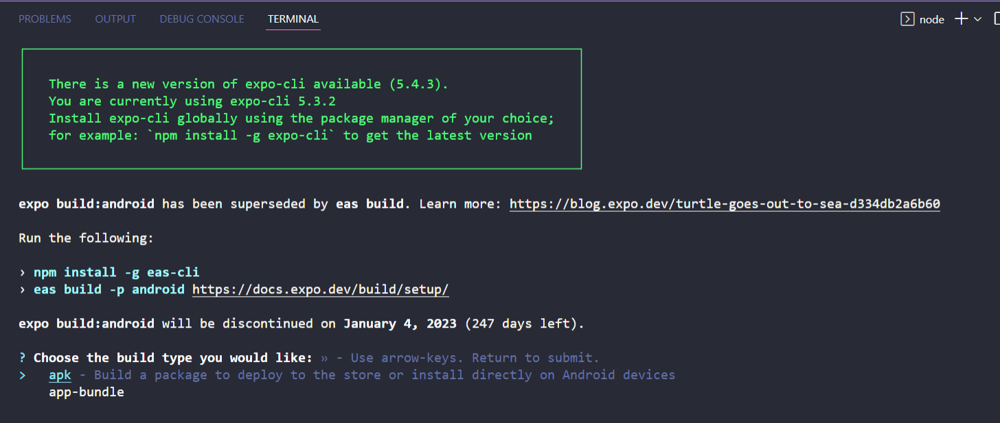 PROBLEMS OUTPUT DEBUG CONSOLE TERMINAL node
There is a new version of expo-cli available (5.4.3).
You are currently using expo-cli 5.3.2
Install expo-cli globally using the package manager of your choice;
for example: `npm install -g expo-cli` to get the latest version
expo build:android has been superseded by eas build. Learn more: https://blog.expo.dev/turtle-goes-out-to-sea-d334db2a6b60
Run the following:
› npm install -g eas-cli
› eas build -p android https://docs.expo.dev/build/setup/
expo build:android will be discontinued on January 4, 2023 (247 days left).
? Choose the build type you would like: » - Use arrow-keys. Return to submit.
> apk - Build a package to deploy to the store or install directly on Android devices
app-bundle